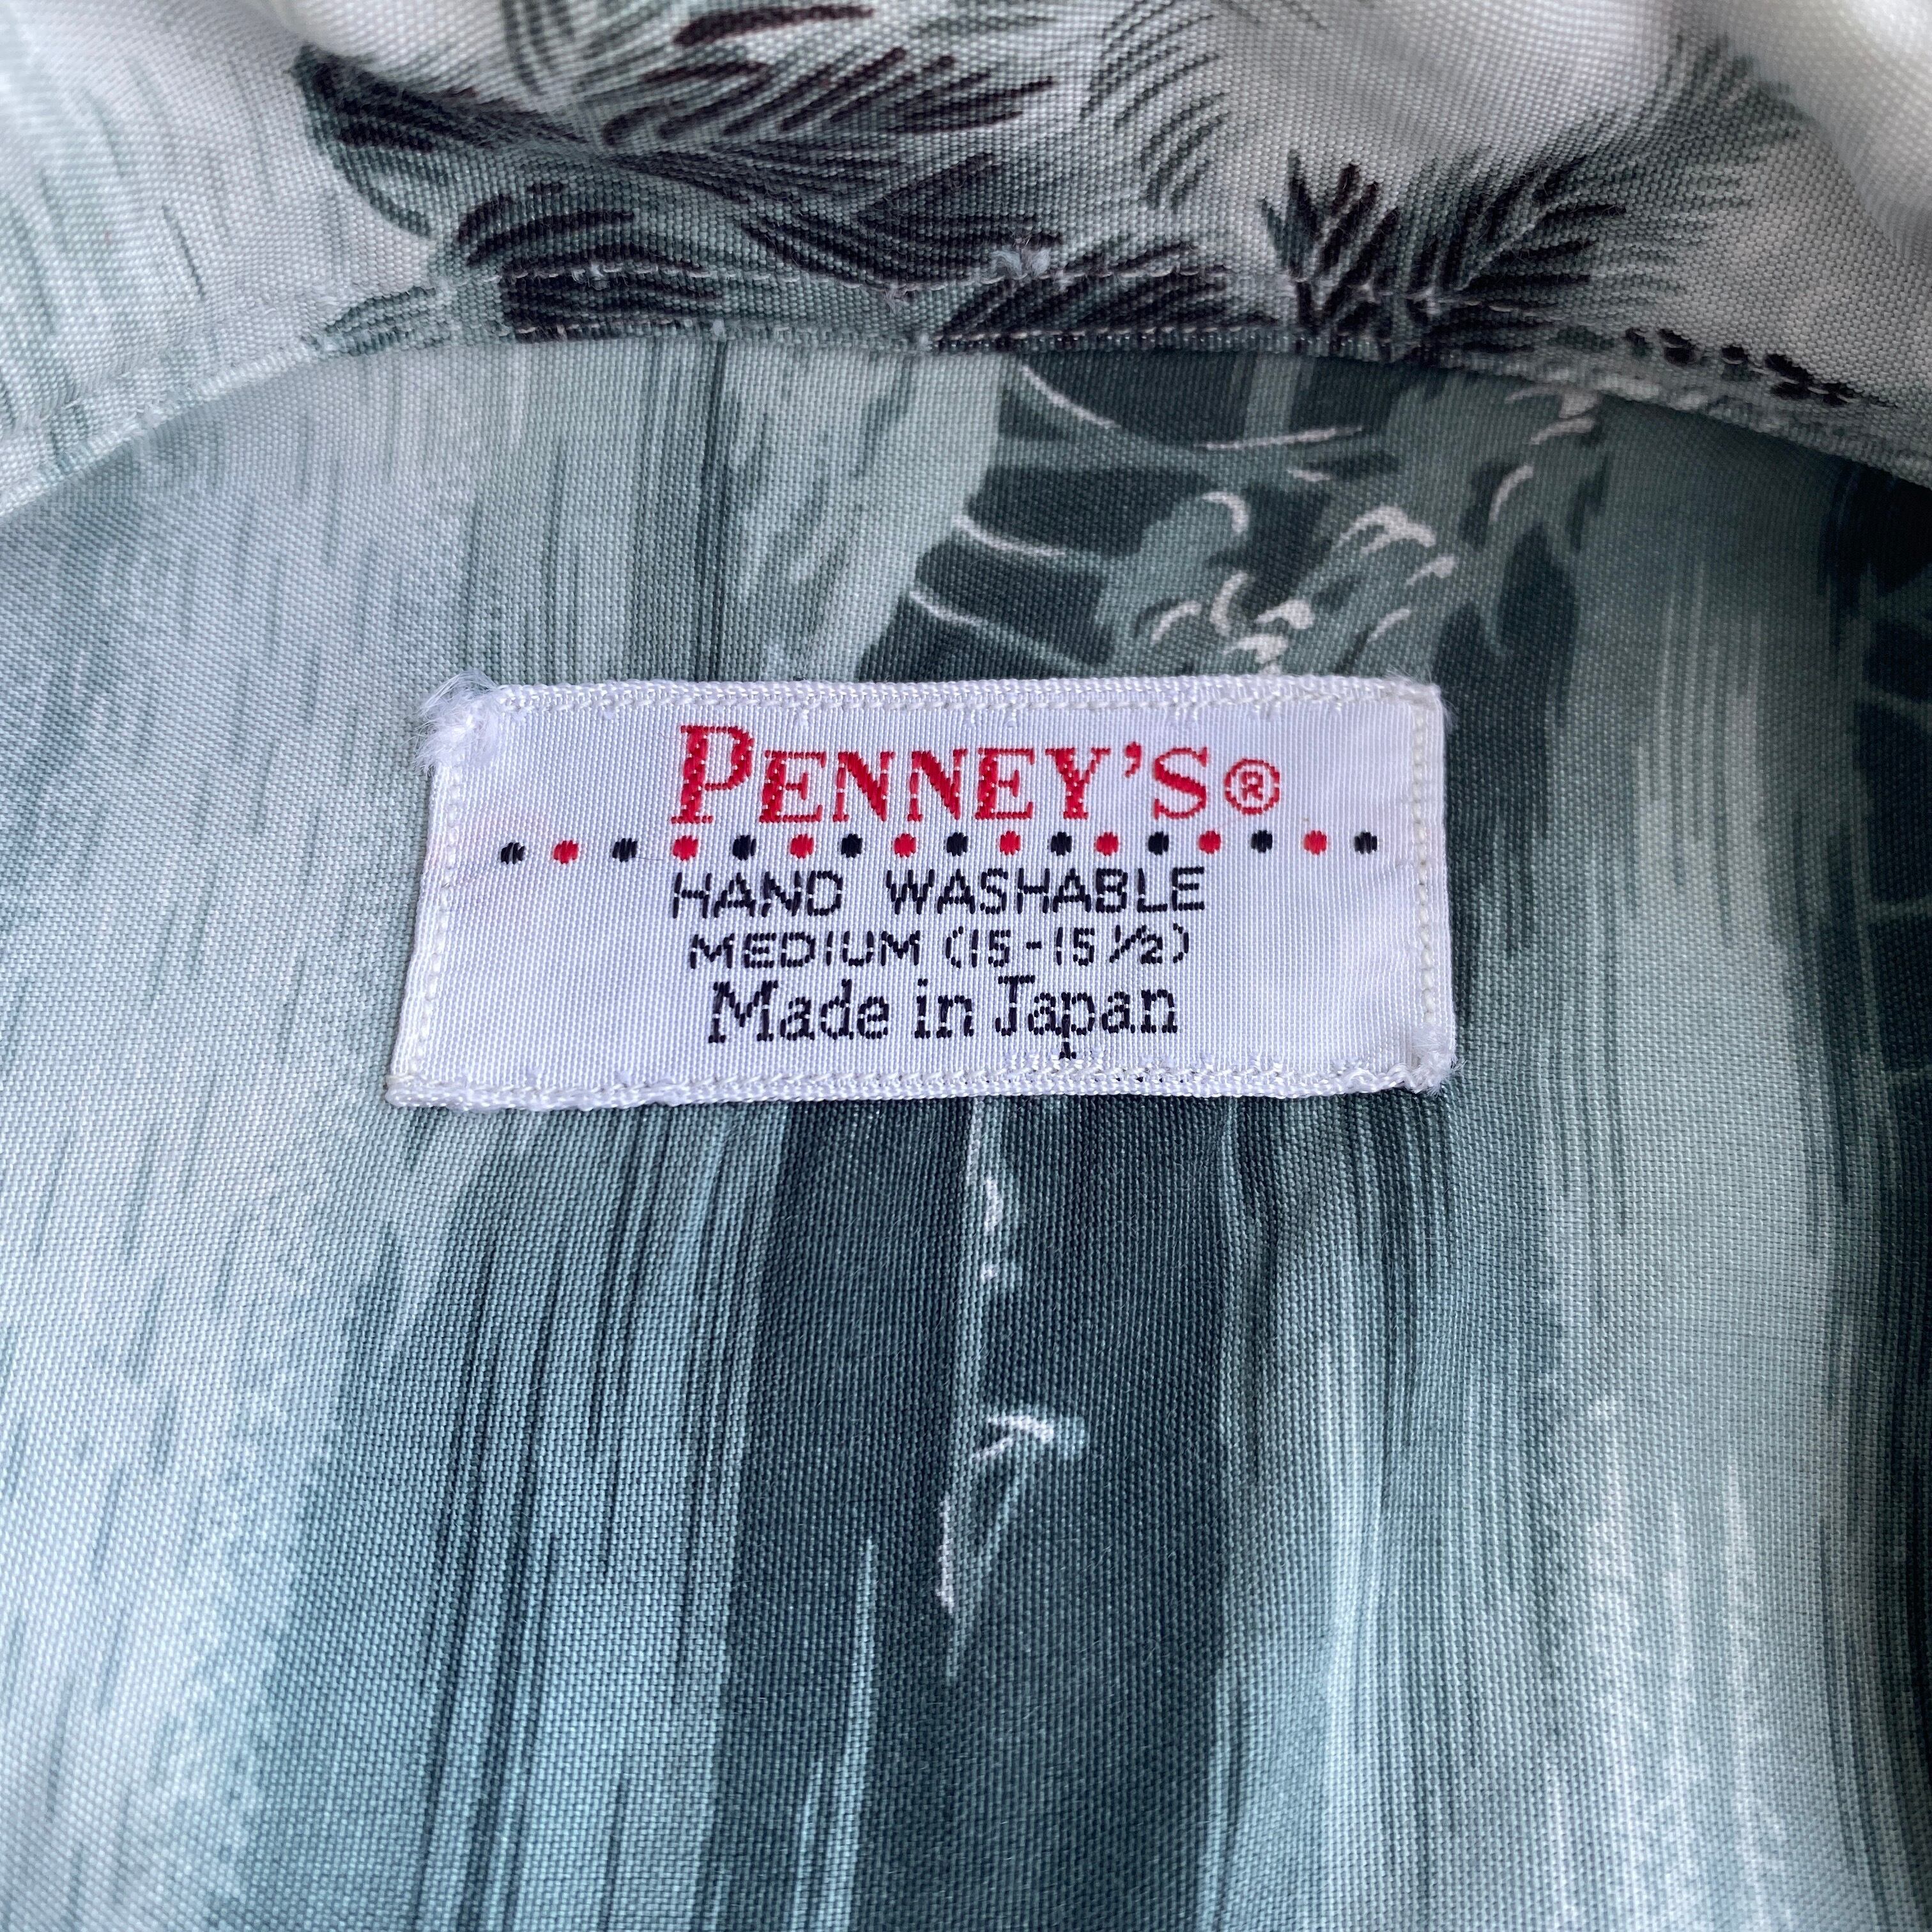 PENNEY'S®
HAND WASHABLE
MEDIUM (15-15½)
Made in Japan